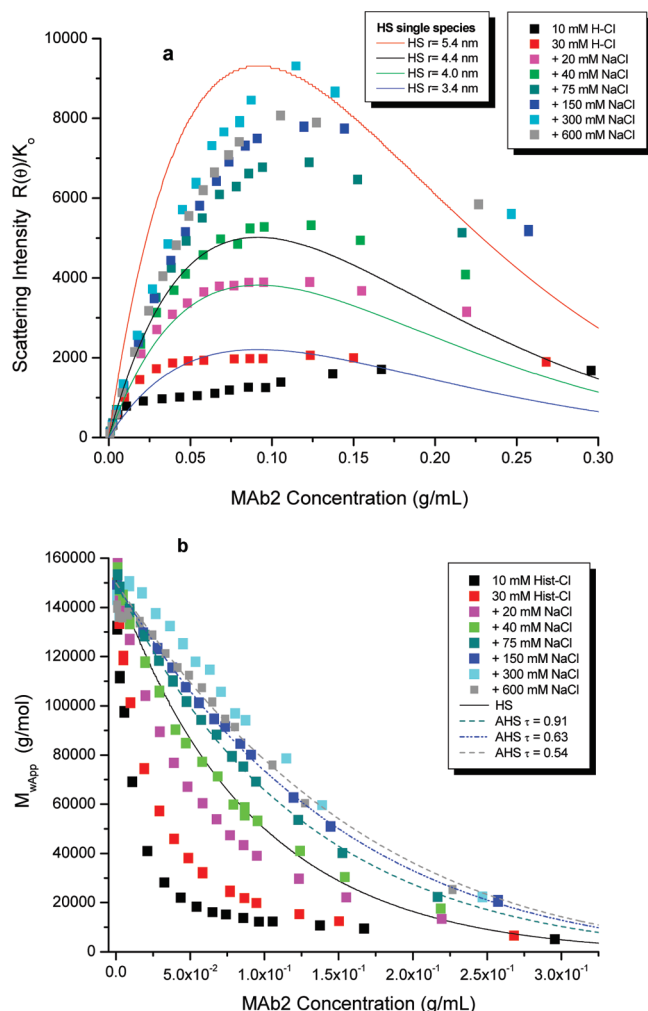 a
HS single species
HS r= 5.4 nm
HS r= 4.4 nm
HS r= 4.0 nm
HS r= 3.4 nm
10 mM H-Cl
30 mM H-Cl
+ 20 mM NaCl
+ 40 mM NaCl
+ 75 mM NaCl
+ 150 mM NaCl
+ 300 mM NaCl
+ 600 mM NaCl
Scattering Intensity R(θ)/Ko
10000
8000
6000
4000
2000
0
0.00 0.05 0.10 0.15 0.20 0.25 0.30
MAb2 Concentration (g/mL)
b
10 mM Hist-Cl
30 mM Hist-Cl
+ 20 mM NaCl
+ 40 mM NaCl
+ 75 mM NaCl
+ 150 mM NaCl
+ 300 mM NaCl
+ 600 mM NaCl
HS
AHS τ = 0.91
AHS τ = 0.63
AHS τ = 0.54
MwApp
(g/mol)
160000
140000
120000
100000
80000
60000
40000
20000
0
0.0 5.0x10⁻² 1.0x10⁻¹ 1.5x10⁻¹ 2.0x10⁻¹ 2.5x10⁻¹ 3.0x10⁻¹
MAb2 Concentration (g/mL)